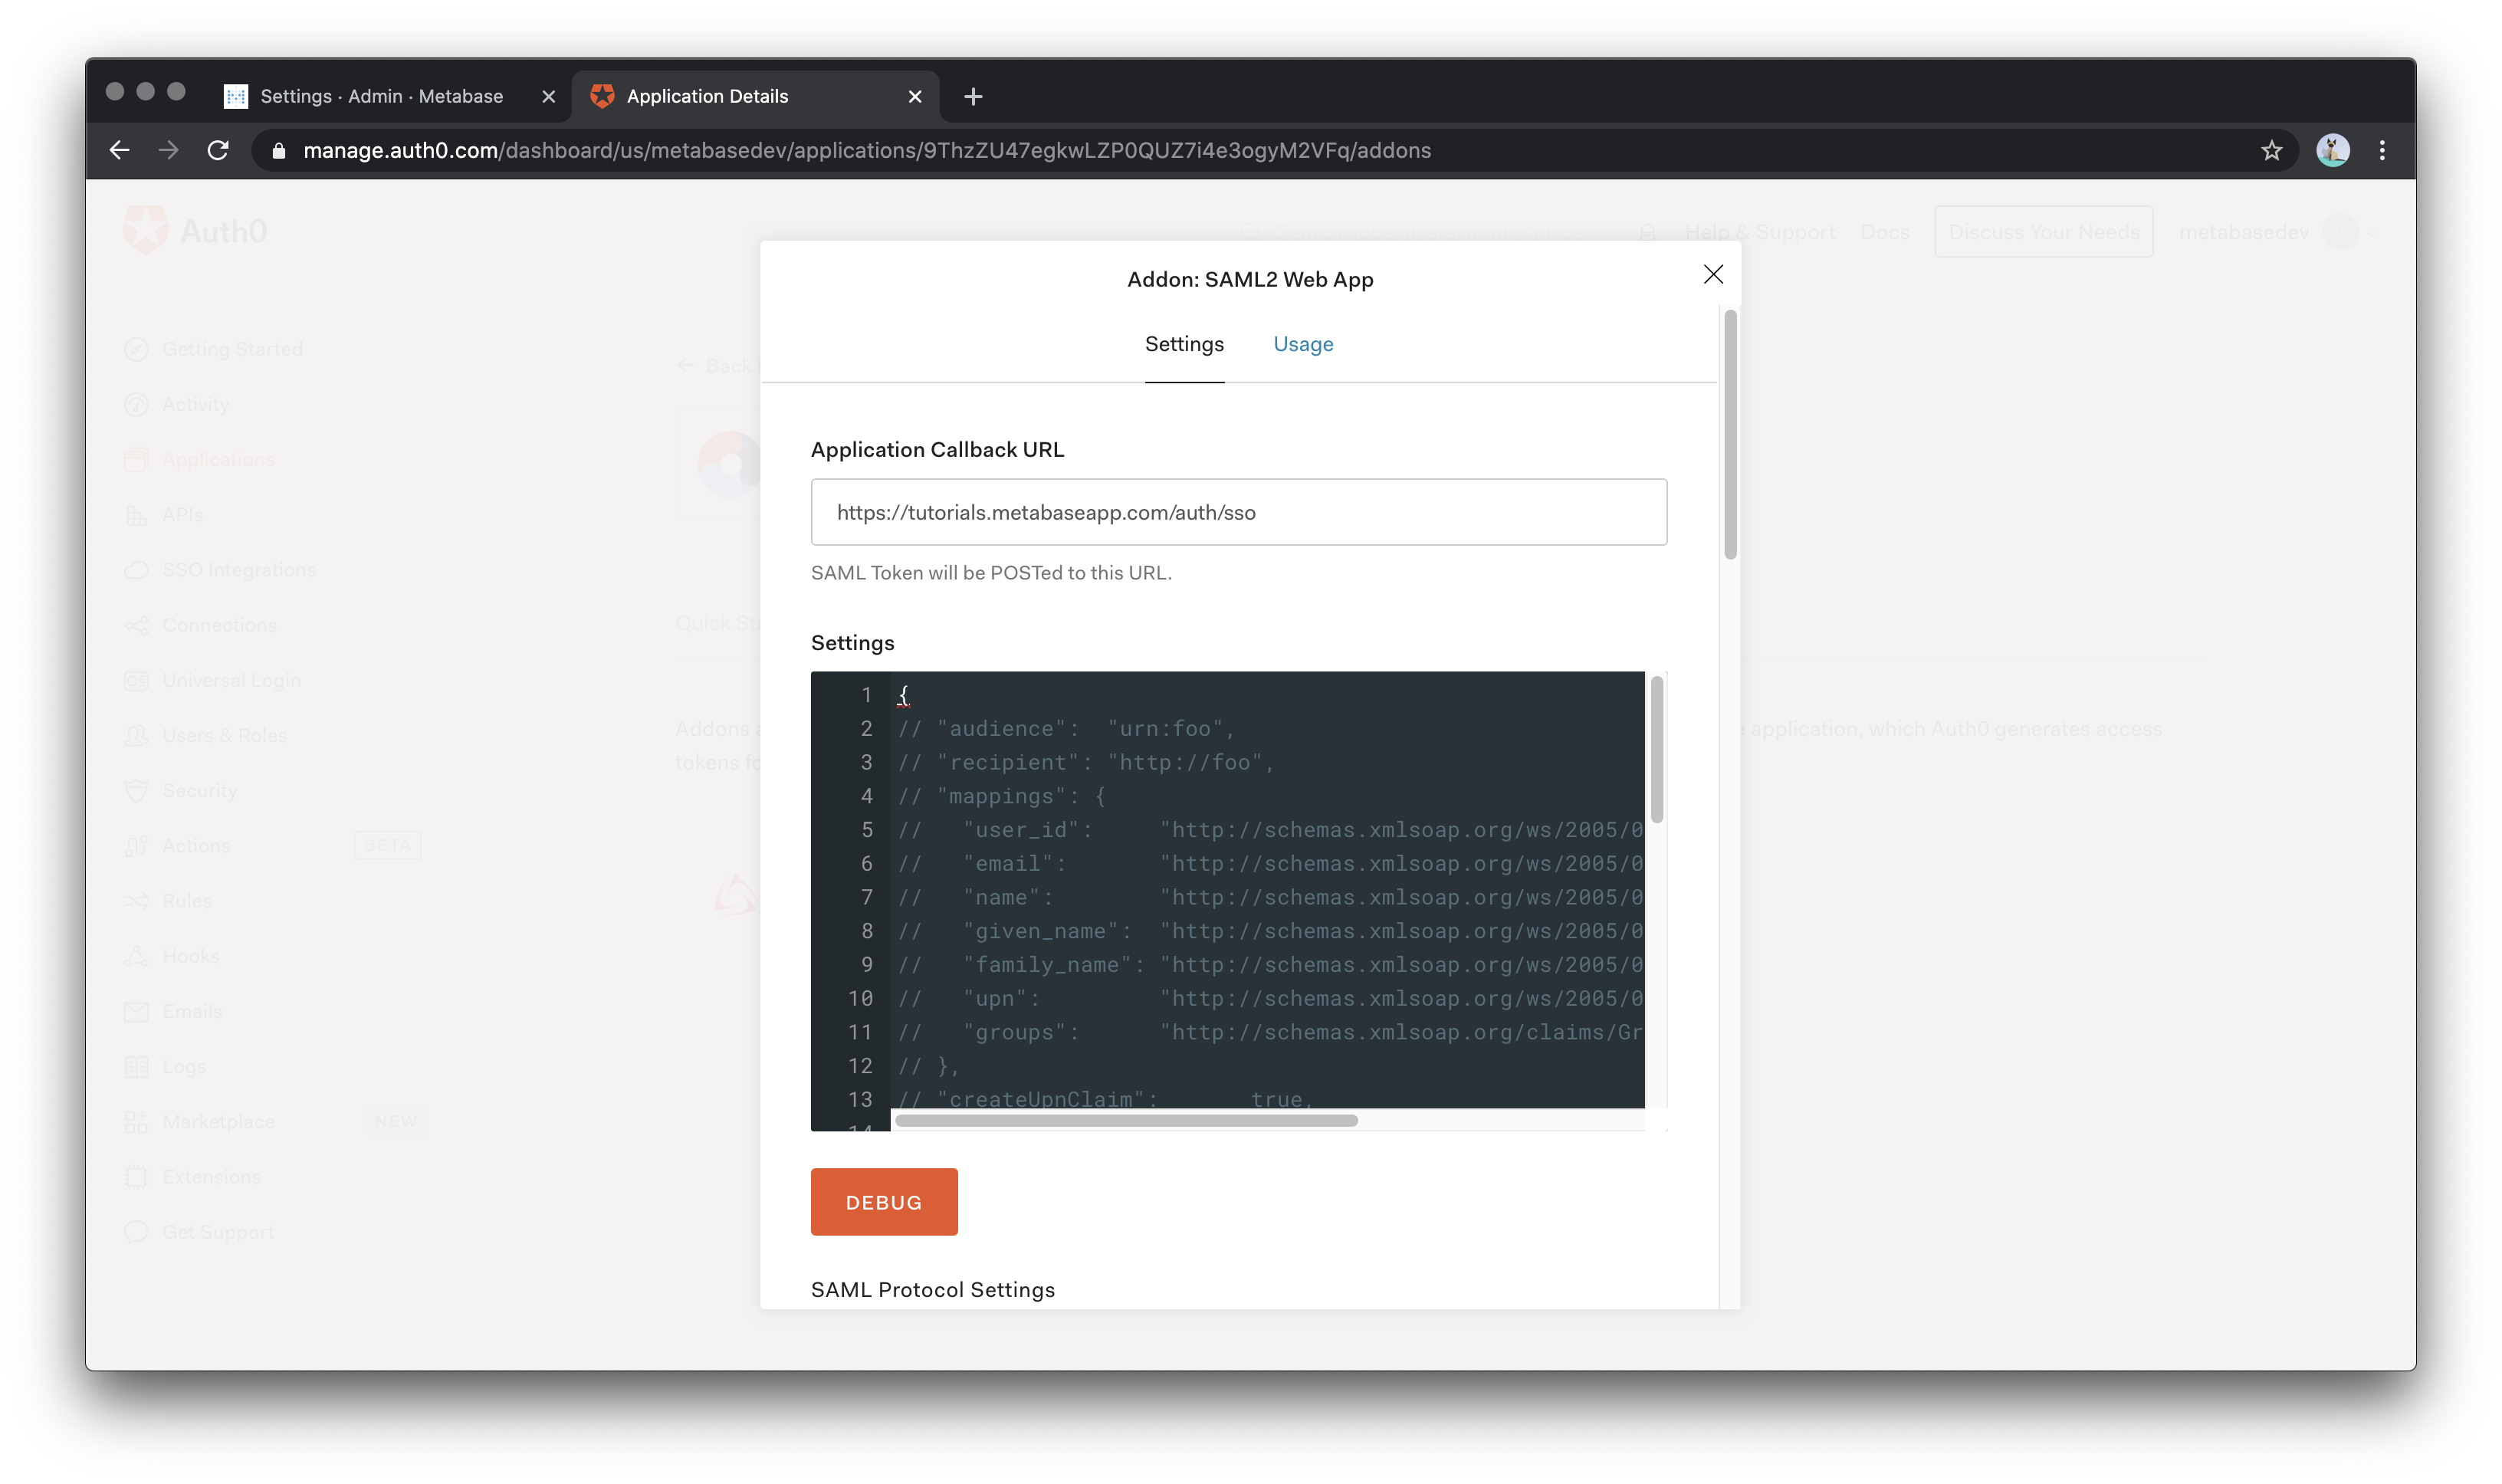 Settings · Admin · Metabase
Application Details
manage.auth0.com/dashboard/us/metabasedev/applications/9ThzZU47egkwLZP0QUZ7i4e3ogyM2VFq/addons
Auth0
Help & Support
Docs
Discuss Your Needs
metabasedev
Getting Started
Activity
Applications
APIs
SSO Integrations
Connections
Universal Login
Users & Roles
Security
Actions
BETA
Rules
Hooks
Emails
Logs
Marketplace
NEW
Extensions
Get Support
Back
Quick
Addons
tokens
application, which Auth0 generates access
Addon: SAML2 Web App
Settings
Usage
Application Callback URL
https://tutorials.metabaseapp.com/auth/sso
SAML Token will be POSTed to this URL.
Settings
1 {
2 // "audience":  "urn:foo",
3 // "recipient": "http://foo",
4 // "mappings": {
5 //   "user_id":     "http://schemas.xmlsoap.org/ws/2005/0
6 //   "email":       "http://schemas.xmlsoap.org/ws/2005/0
7 //   "name":        "http://schemas.xmlsoap.org/ws/2005/0
8 //   "given_name":  "http://schemas.xmlsoap.org/ws/2005/0
9 //   "family_name": "http://schemas.xmlsoap.org/ws/2005/0
10 //   "upn":         "http://schemas.xmlsoap.org/ws/2005/0
11 //   "groups":      "http://schemas.xmlsoap.org/claims/Gr
12 // },
13 // "createUpnClaim":       true,
14
DEBUG
SAML Protocol Settings